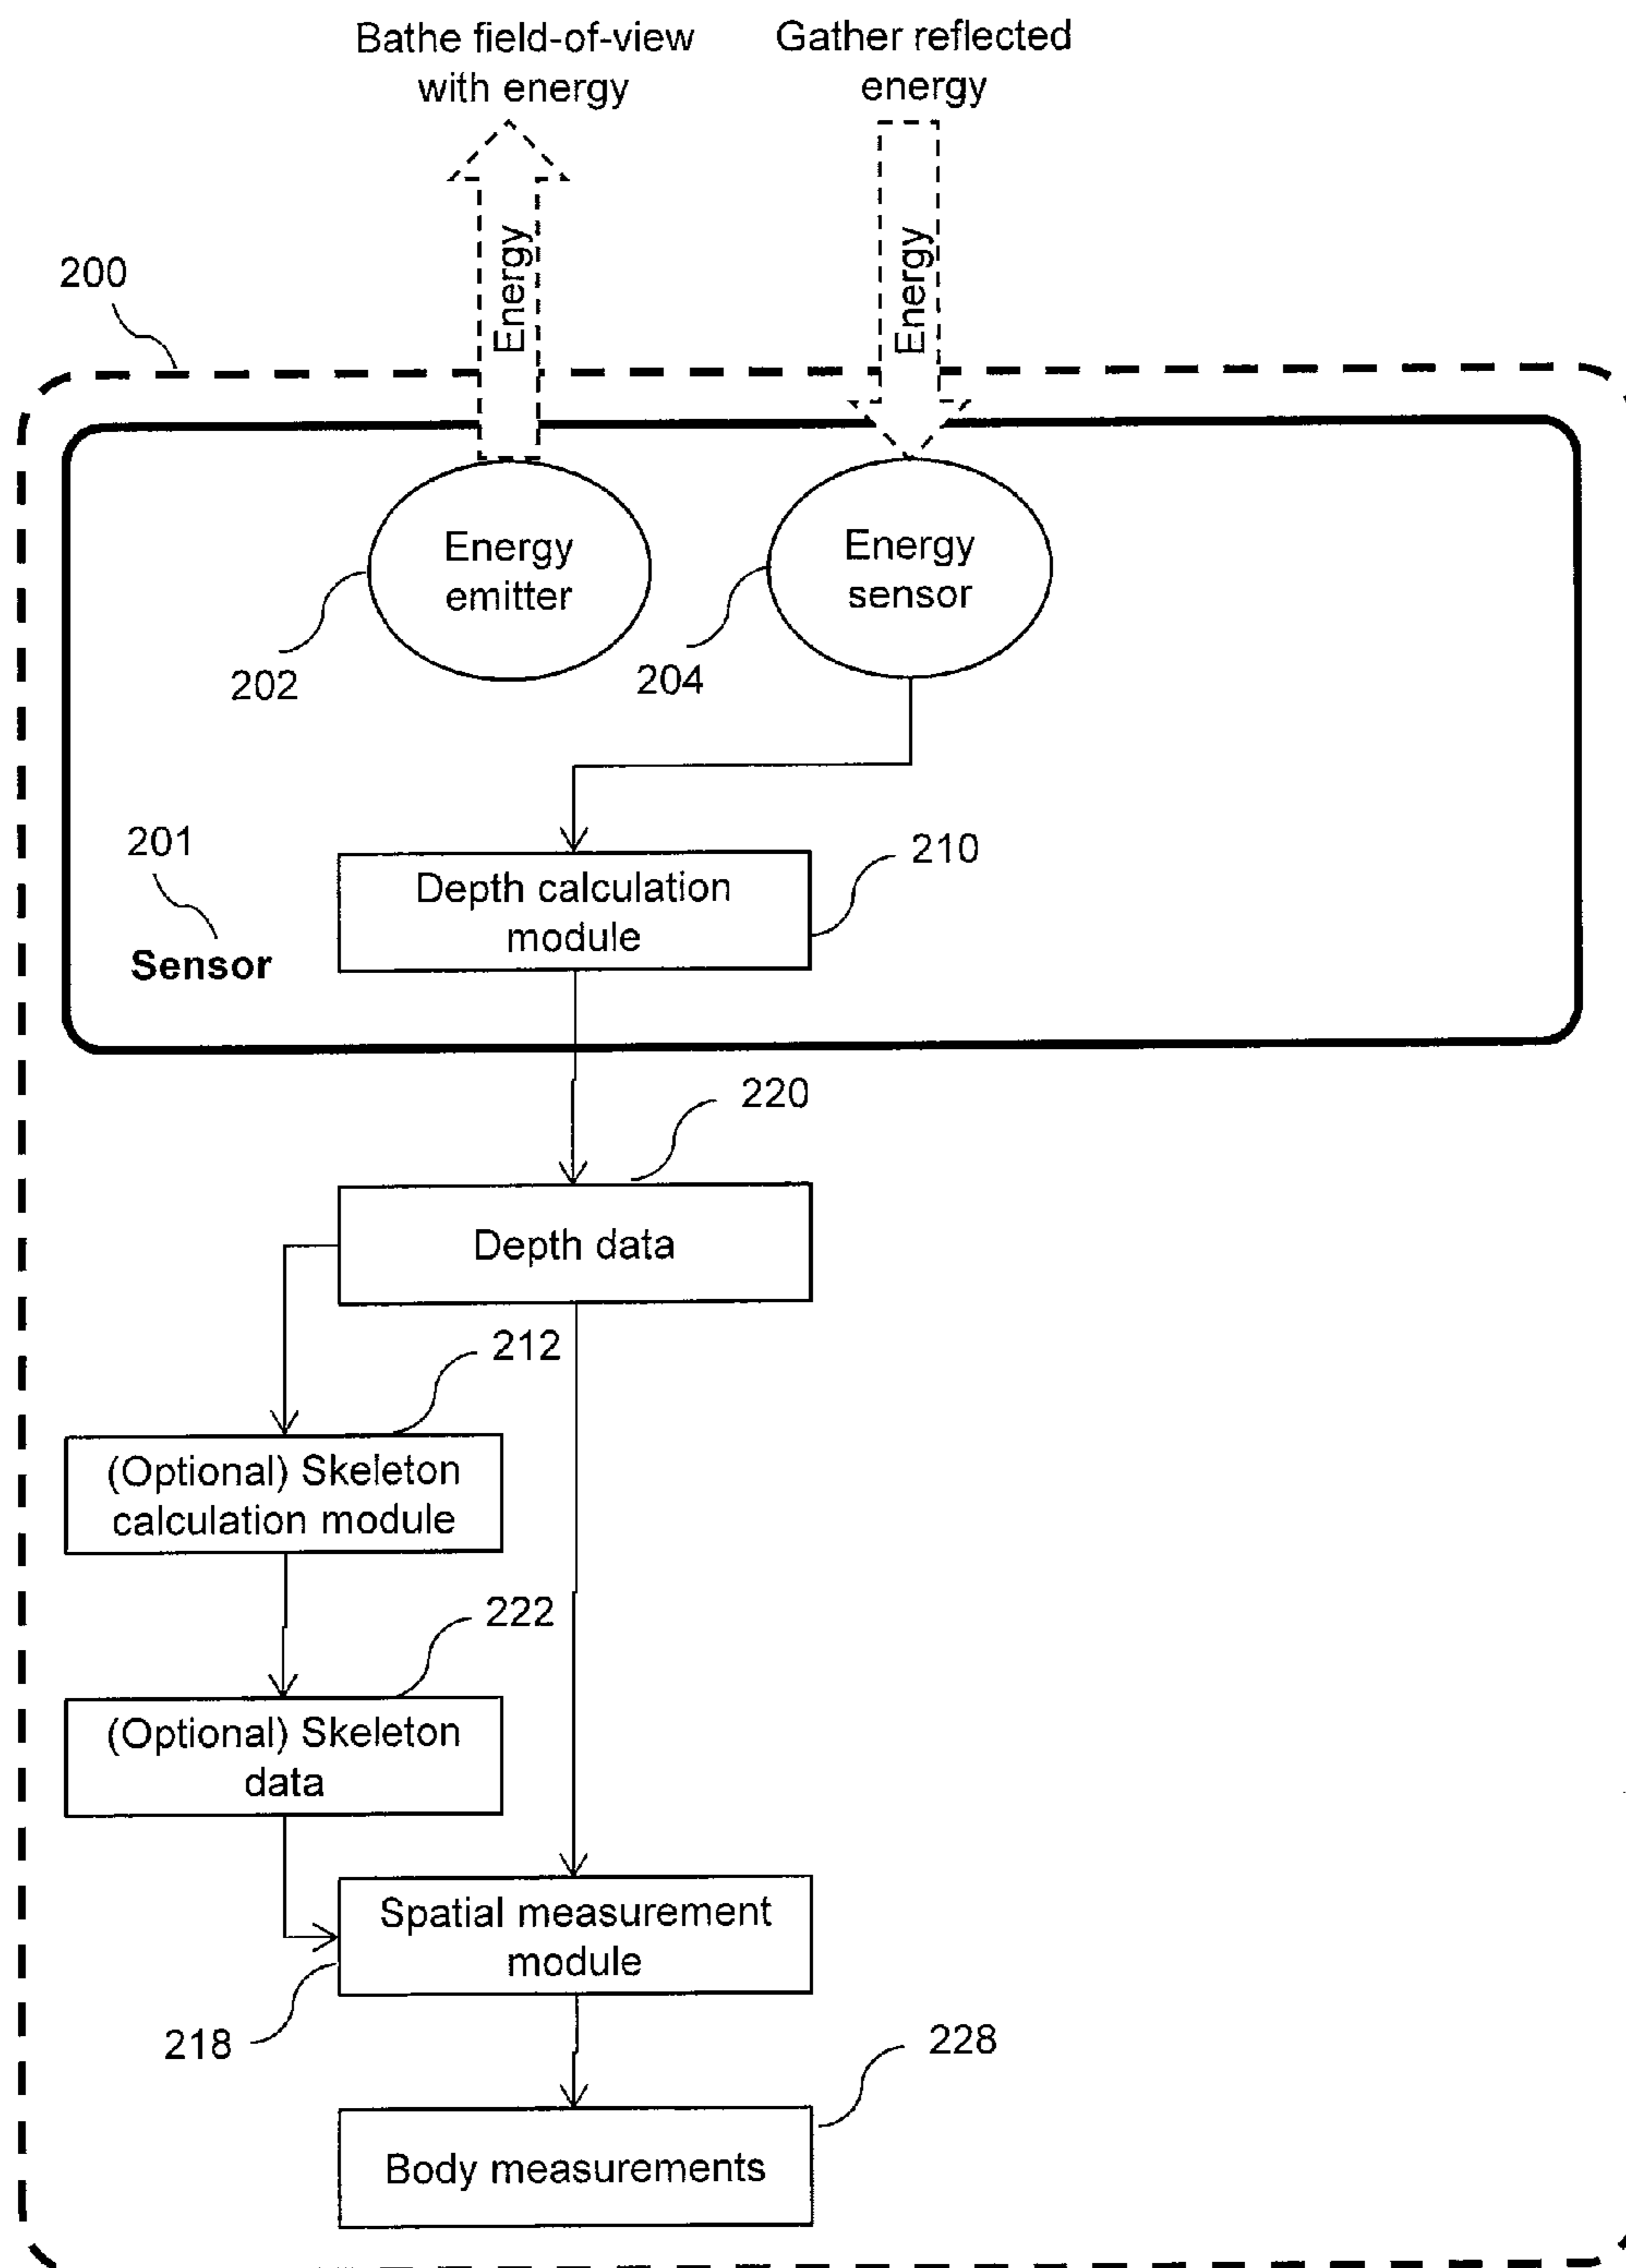 Bathe field-of-view
with energy
Gather reflected
energy
Energy
Energy
200
Energy
emitter
Energy
sensor
202
204
201
Sensor
210
Depth calculation
module
220
Depth data
212
(Optional) Skeleton
calculation module
222
(Optional) Skeleton
data
Spatial measurement
module
218
228
Body measurements